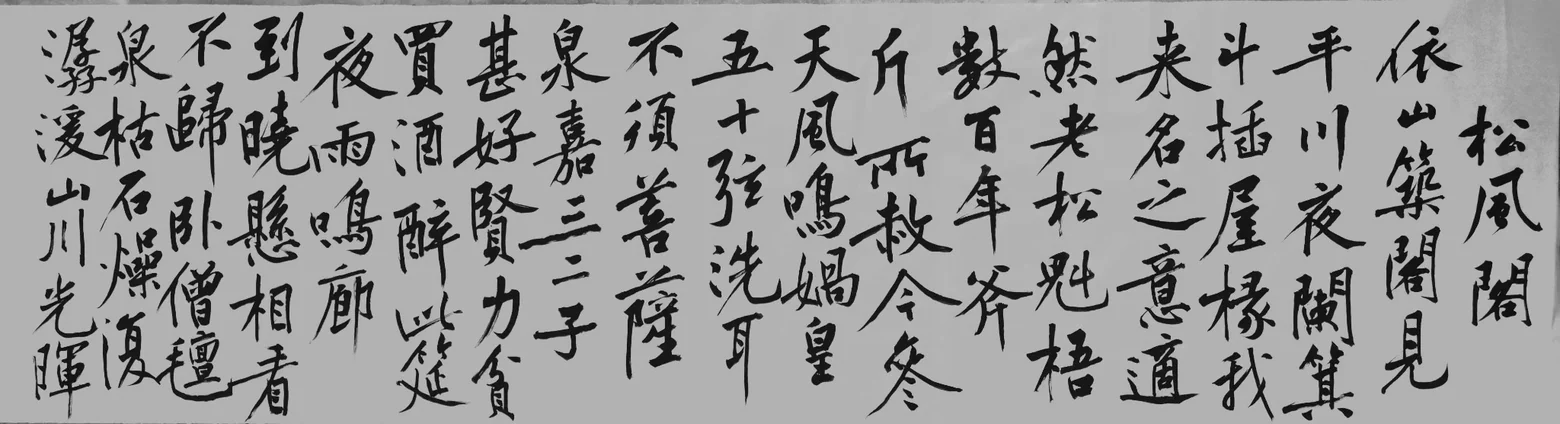 松風閣
依山築閣見
平川夜闌箕
斗插屋椽我
来名之意適
然老松魁梧
數百年斧
斤所赦今參
天風鳴媧皇
五十弦洗耳
不須菩薩
泉嘉三二子
甚好賢力貧
買酒醉此筵
夜雨鳴廊
到曉懸相看
不歸卧僧氊
泉枯石燥復
潺湲山川光暉